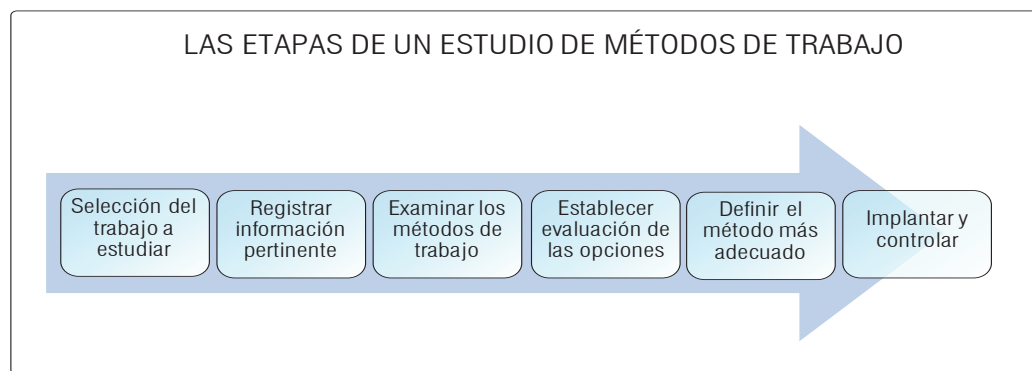 LAS ETAPAS DE UN ESTUDIO DE MÉTODOS DE TRABAJO
Selección del
trabajo a
estudiar
Registrar
información
pertinente
Examinar los
métodos de
trabajo
Establecer
evaluación de
las opciones
Definir el
método más
adecuado
Implantar y
controlar